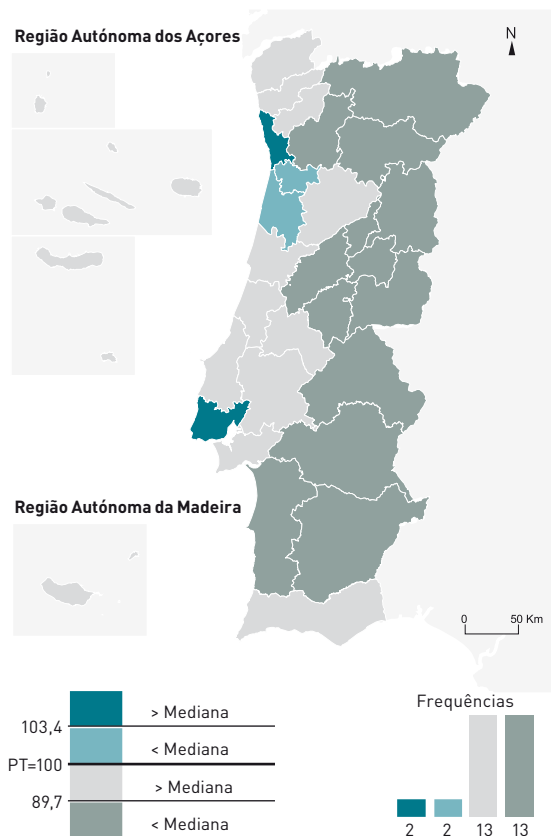 Região Autónoma dos Açores
N
Região Autónoma da Madeira
0 50 Km
> Mediana
103,4
< Mediana
PT=100
> Mediana
89,7
< Mediana
Frequências
2 2 13 13